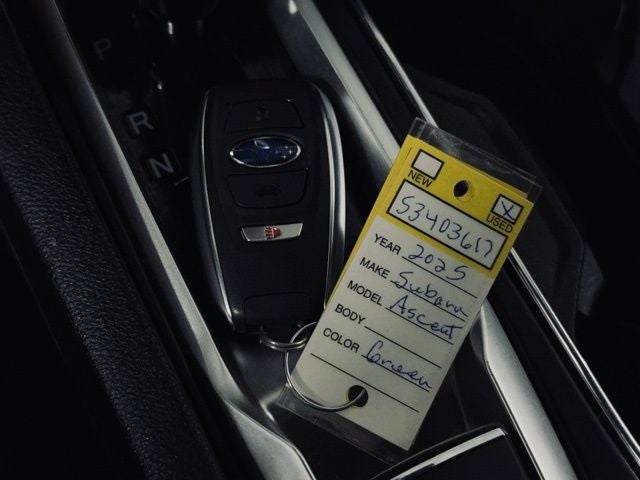 P
R
N
NEW
X
USED
S3403617
YEAR 2025
MAKE Subaru
MODEL Ascent
BODY
COLOR Green